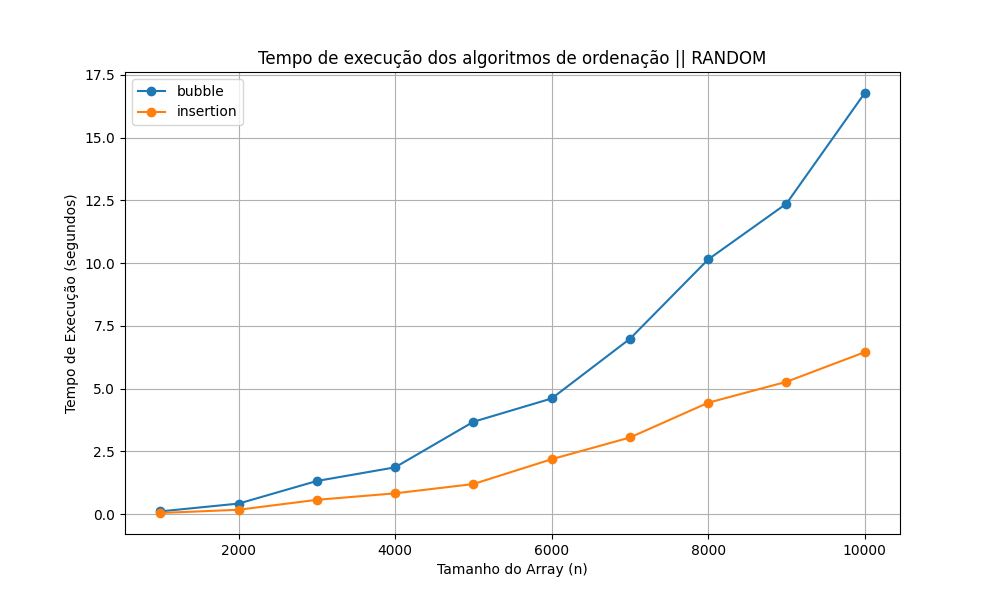 Tempo de execução dos algoritmos de ordenação || RANDOM
bubble
insertion
17.5
15.0
12.5
10.0
7.5
5.0
2.5
0.0
Tempo de Execução (segundos)
2000 4000 6000 8000 10000
Tamanho do Array (n)